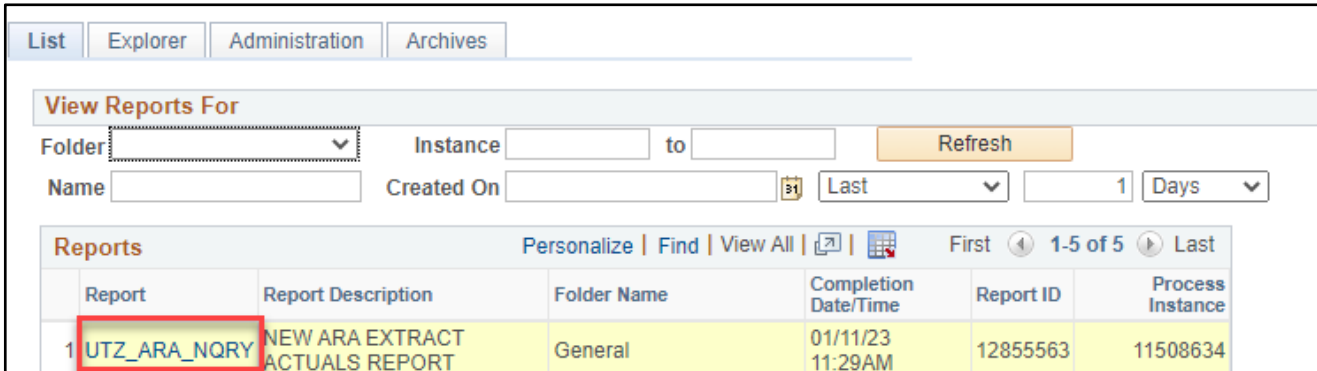 List Explorer Administration Archives
View Reports For
Folder Instance to Refresh
Name Created On 31 Last 1 Days
Reports Personalize | Find | View All | | First 1-5 of 5 Last
Report Report Description Folder Name Completion Date/Time Report ID Process Instance
1 UTZ_ARA_NQRY NEW ARA EXTRACT ACTUALS REPORT General 01/11/23 11:29AM 12855563 11508634